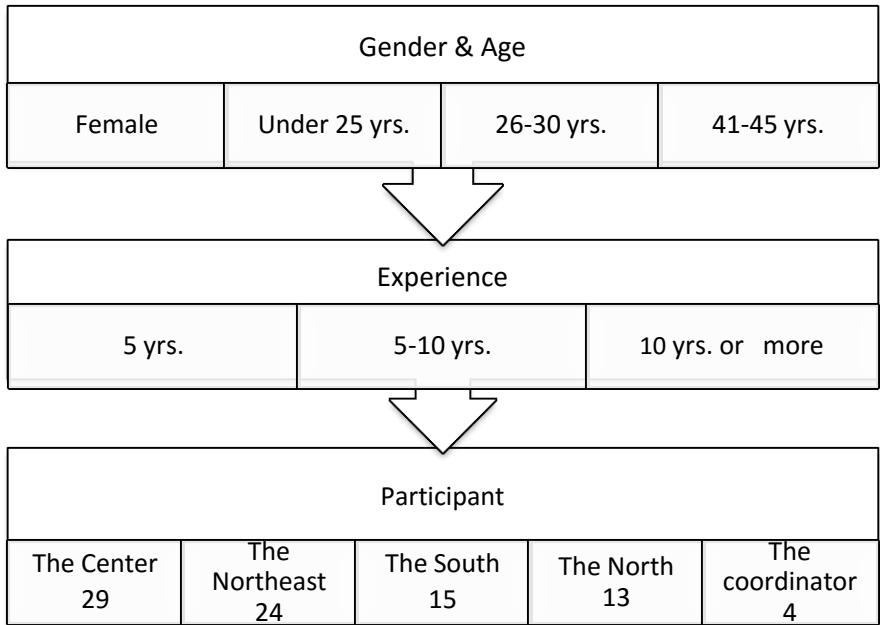 Gender & Age
Female
Under 25 yrs.
26-30 yrs.
41-45 yrs.
Experience
5 yrs.
5-10 yrs.
10 yrs. or more
Participant
The Center
29
The
Northeast
24
The South
15
The North
13
The
coordinator
4